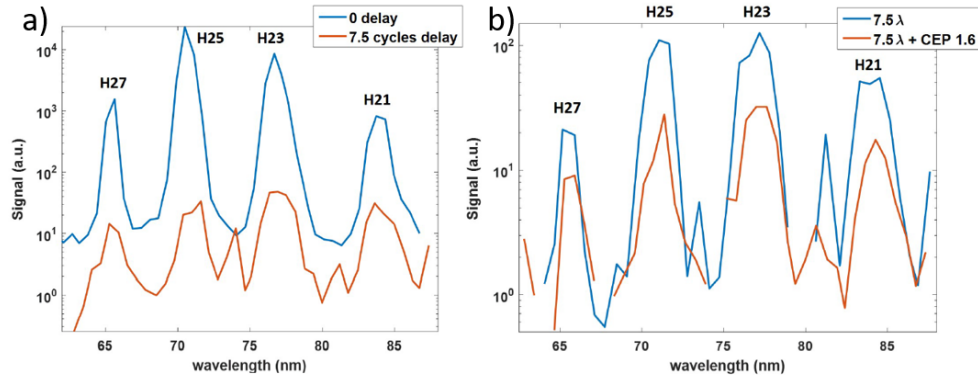 a)
0 delay
7.5 cycles delay
H25
H23
H27
H21
10⁴
10³
10²
10¹
10⁰
Signal (a.u.)
65
70
75
80
85
wavelength (nm)
b)
H25
H23
7.5 λ
7.5 λ + CEP 1.6
H21
H27
10²
10¹
10⁰
Signal (a.u.)
65
70
75
80
85
wavelength (nm)